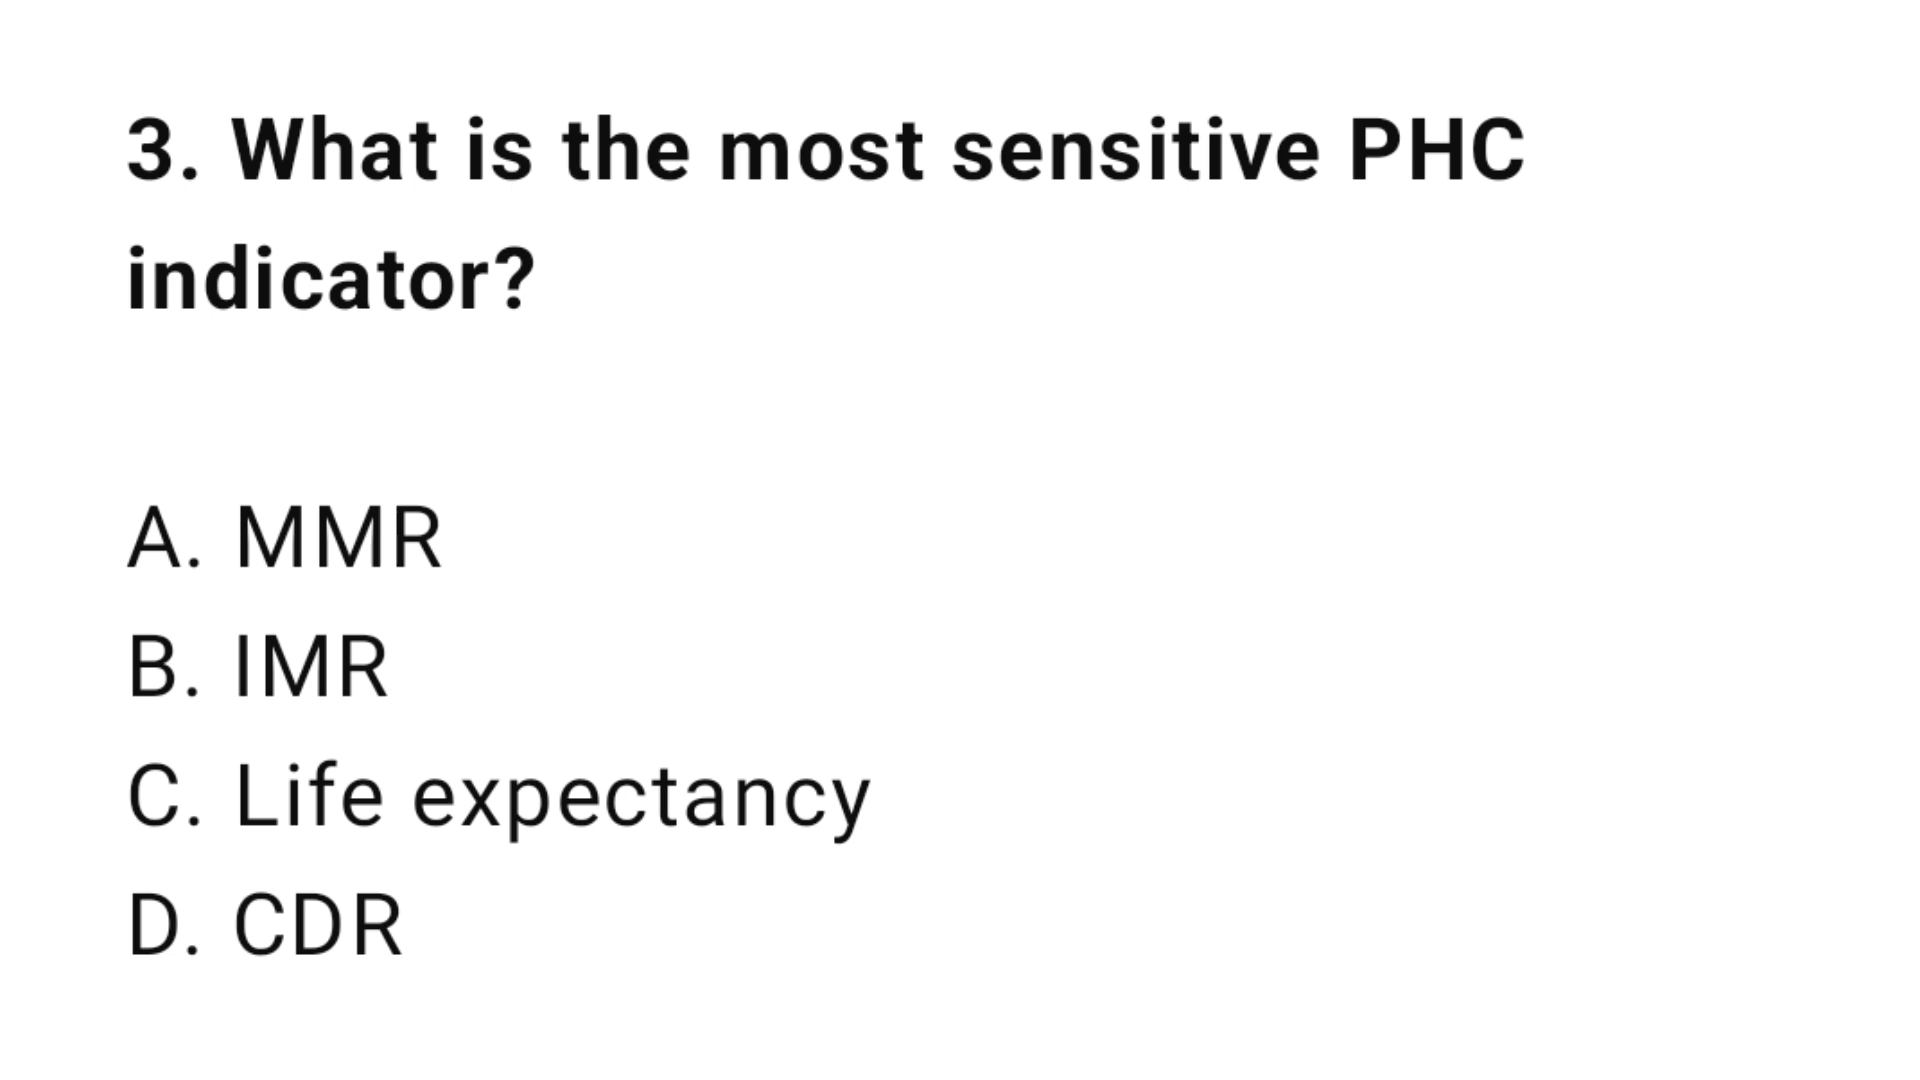 3. What is the most sensitive PHC
indicator?
A. MMR
B. IMR
C. Life expectancy
D. CDR